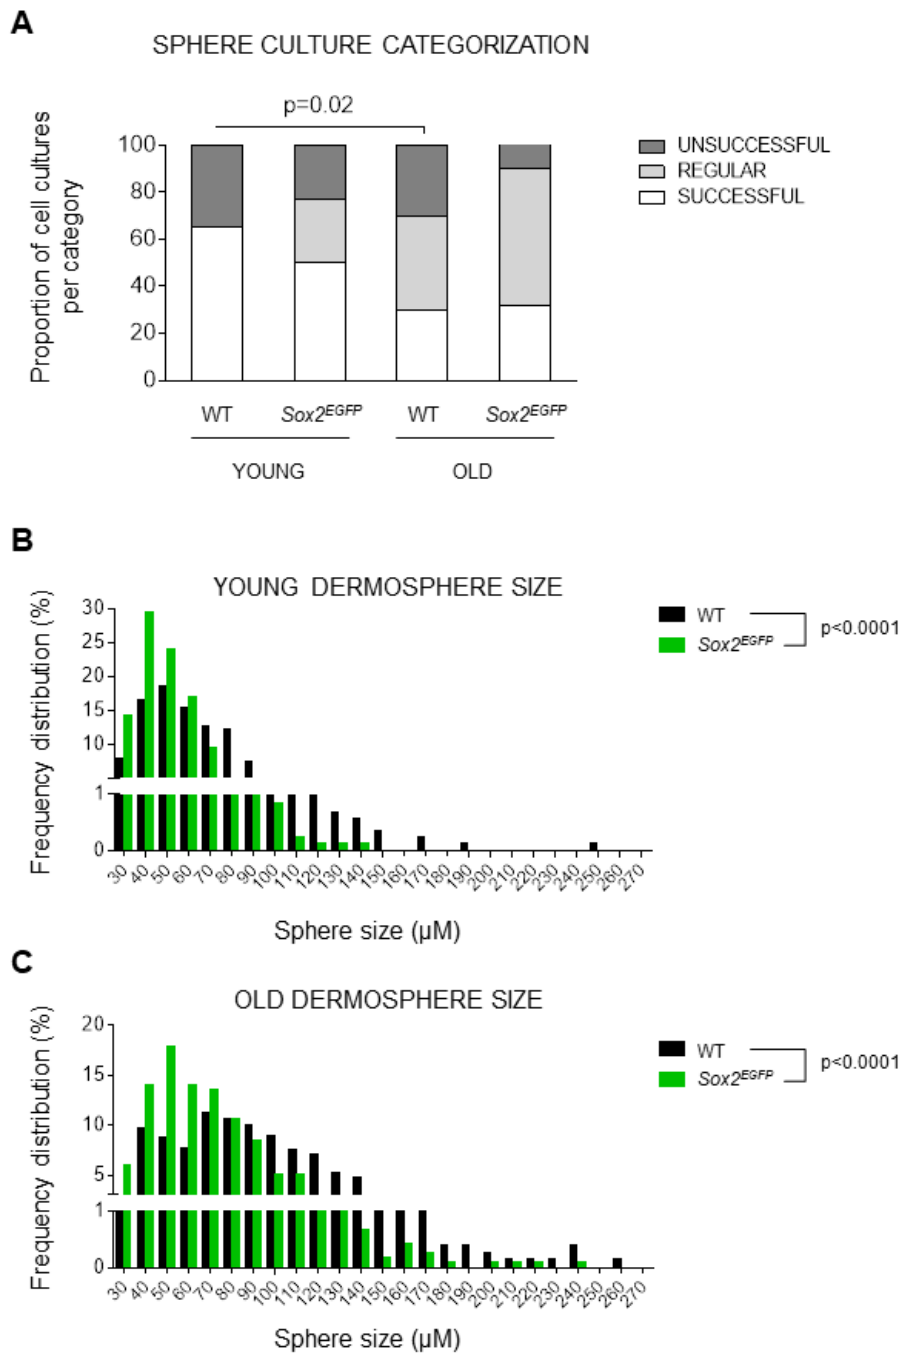 A
SPHERE CULTURE CATEGORIZATION
p=0.02
Proportion of cell cultures
per category
100
80
60
40
20
0
UNSUCCESSFUL
REGULAR
SUCCESSFUL
WT Sox2EGFP WT Sox2EGFP
YOUNG OLD
B
YOUNG DERMOSPHERE SIZE
Frequency distribution (%)
30
25
20
15
10
1
0
WT
Sox2EGFP
p<0.0001
30 40 50 60 70 80 90 100 110 120 130 140 150 160 170 180 190 200 210 220 230 240 250 260 270
Sphere size (µM)
C
OLD DERMOSPHERE SIZE
Frequency distribution (%)
20
15
10
5
1
0
WT
Sox2EGFP
p<0.0001
30 40 50 60 70 80 90 100 110 120 130 140 150 160 170 180 190 200 210 220 230 240 250 260 270
Sphere size (µM)